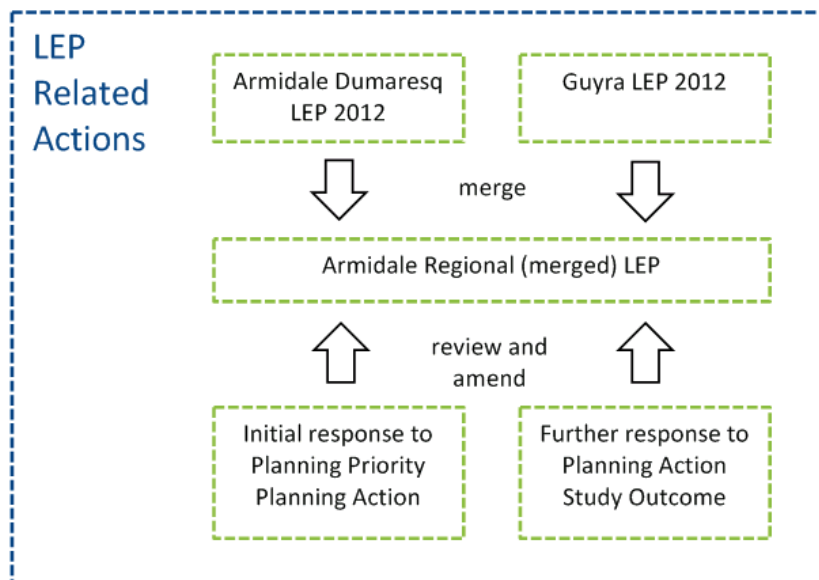 LEP
Related
Actions
Armidale Dumaresq
LEP 2012
Guyra LEP 2012
merge
Armidale Regional (merged) LEP
review and
amend
Initial response to
Planning Priority
Planning Action
Further response to
Planning Action
Study Outcome